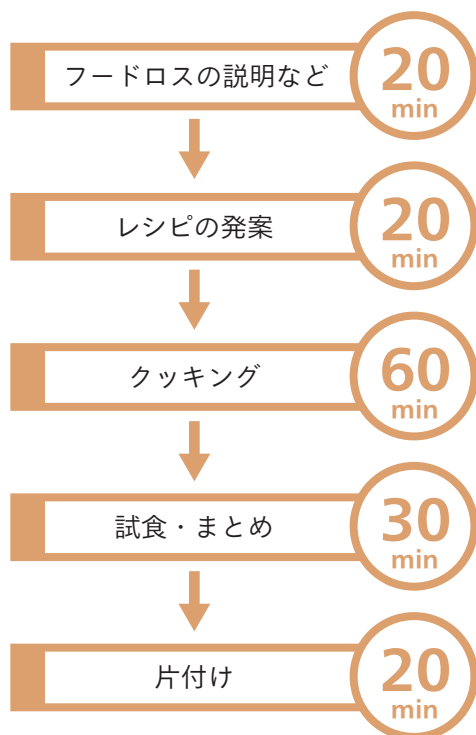 フードロスの説明など
20
min
レシピの発案
20
min
クッキング
60
min
試食・まとめ
30
min
片付け
20
min